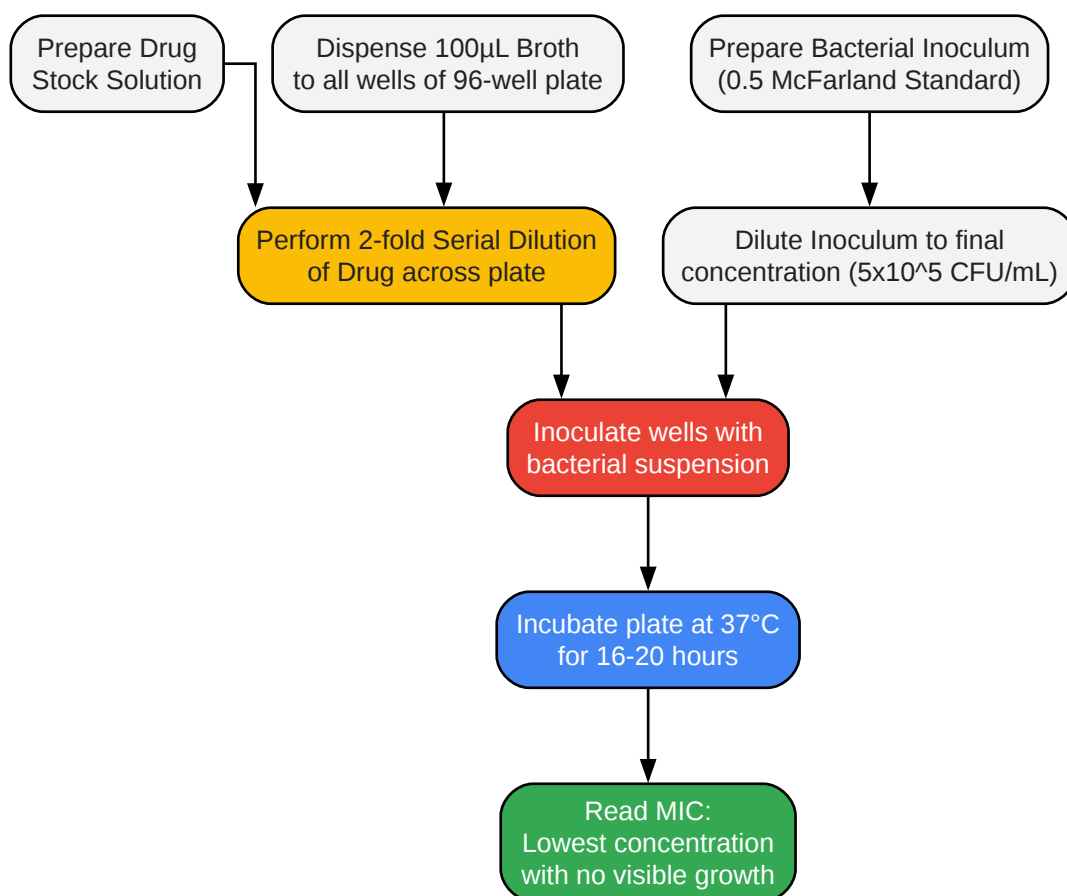 Prepare Drug
Stock Solution
Dispense 100µL Broth
to all wells of 96-well plate
Prepare Bacterial Inoculum
(0.5 McFarland Standard)
Perform 2-fold Serial Dilution
of Drug across plate
Dilute Inoculum to final
concentration (5x10^5 CFU/mL)
Inoculate wells with
bacterial suspension
Incubate plate at 37°C
for 16-20 hours
Read MIC:
Lowest concentration
with no visible growth